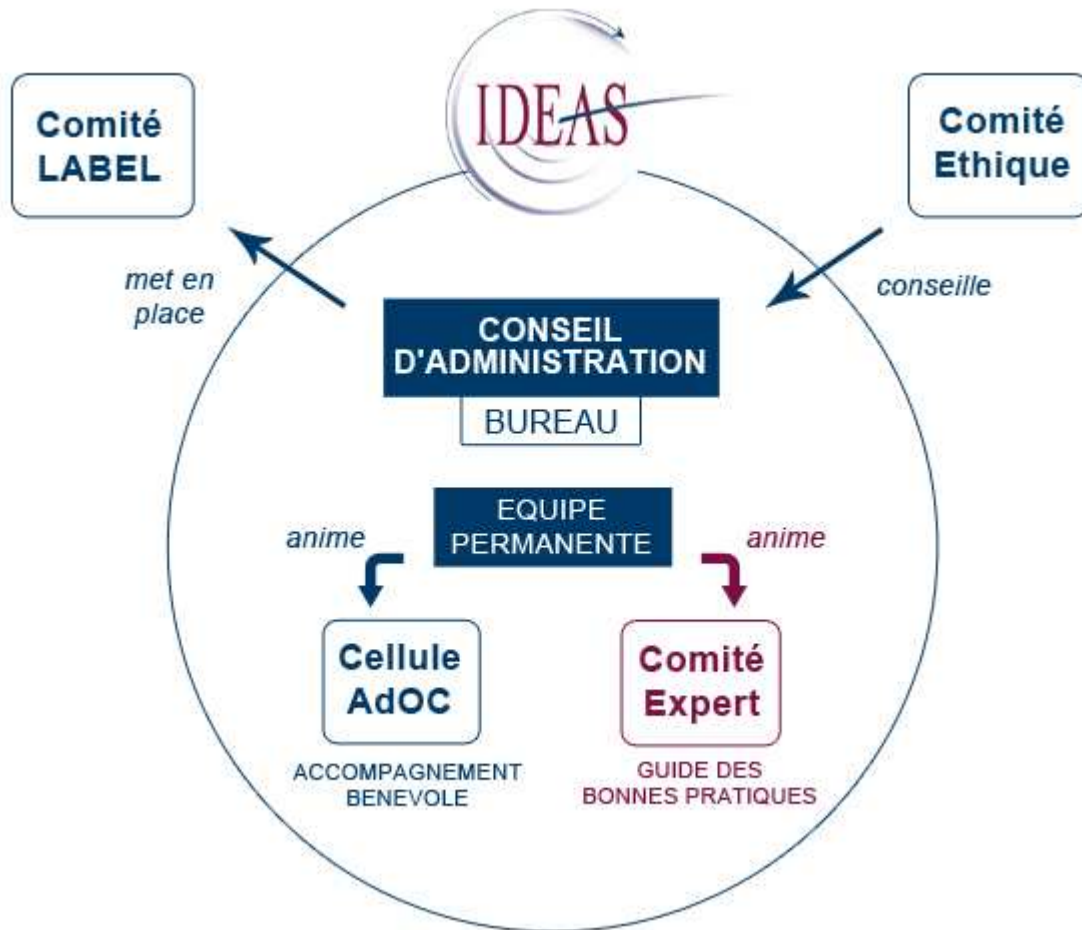 IDEAS
Comité
LABEL
Comité
Ethique
met en
place
conseille
CONSEIL
D'ADMINISTRATION
BUREAU
EQUIPE
PERMANENTE
anime
anime
Cellule
AdOC
Comité
Expert
ACCOMPAGNEMENT
BENEVOLE
GUIDE DES
BONNES PRATIQUES